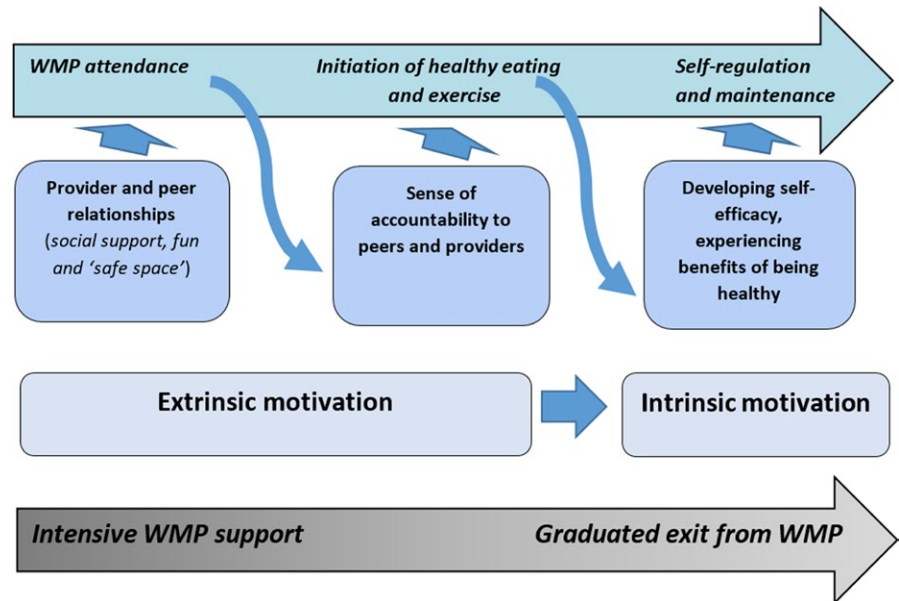 WMP attendance
Initiation of healthy eating
and exercise
Self-regulation
and maintenance
Provider and peer
relationships
(social support, fun
and ‘safe space’)
Sense of
accountability to
peers and providers
Developing self-
efficacy,
experiencing
benefits of being
healthy
Extrinsic motivation
Intrinsic motivation
Intensive WMP support
Graduated exit from WMP